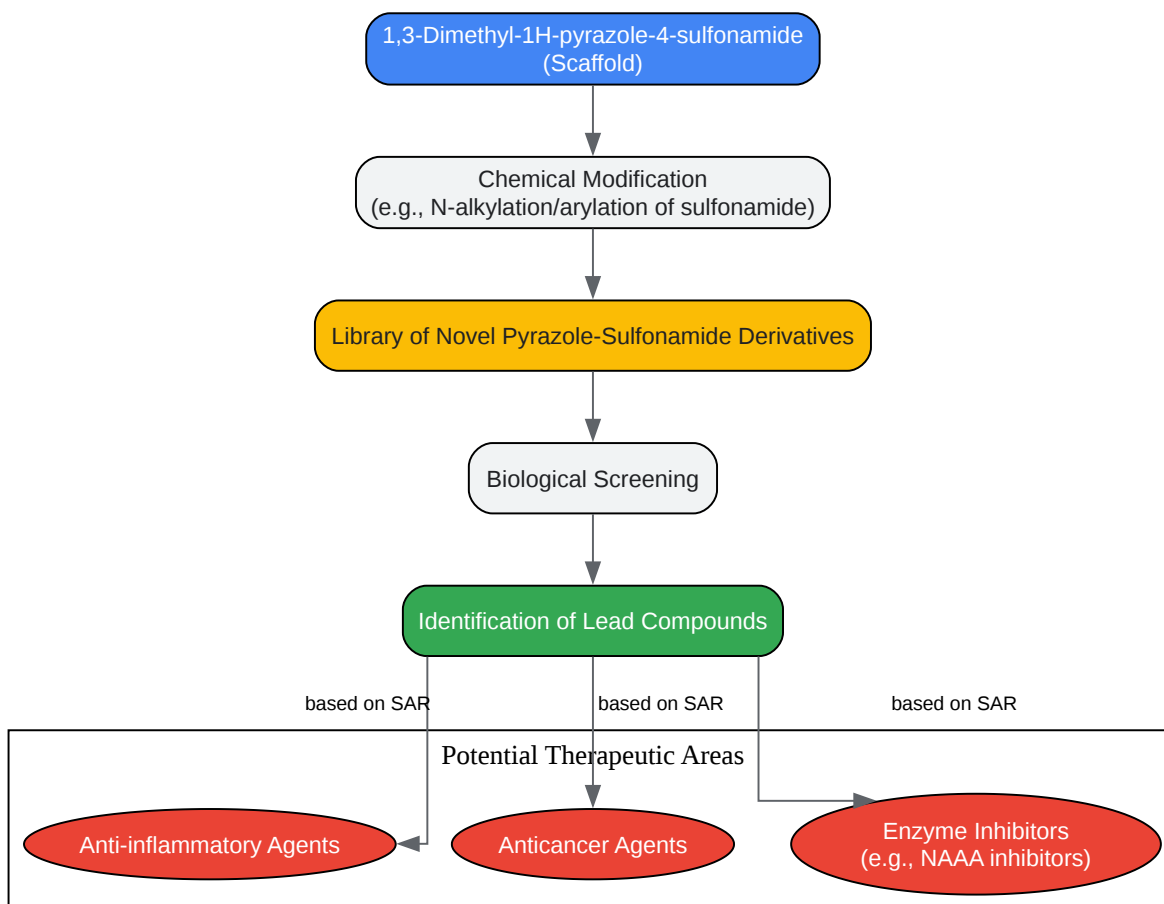 1,3-Dimethyl-1H-pyrazole-4-sulfonamide
(Scaffold)
Chemical Modification
(e.g., N-alkylation/arylation of sulfonamide)
Library of Novel Pyrazole-Sulfonamide Derivatives
Biological Screening
Identification of Lead Compounds
based on SAR
based on SAR
based on SAR
Potential Therapeutic Areas
Anti-inflammatory Agents
Anticancer Agents
Enzyme Inhibitors
(e.g., NAAA inhibitors)